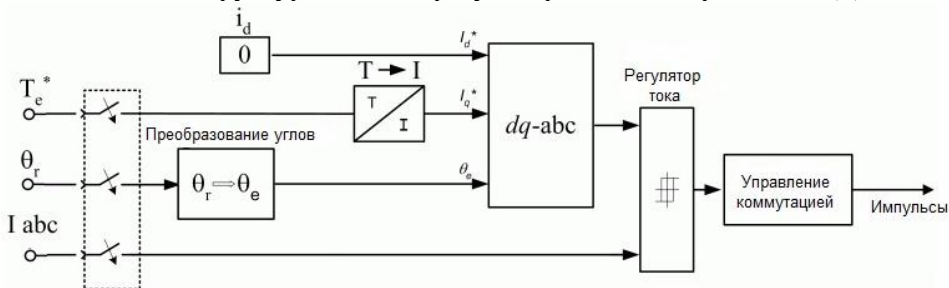 i_d
0
I_d*
T → I
T_e*
T
I
I_q*
Регулятор
тока
Преобразование углов
dq-abc
θ_r
θ_r ⇒ θ_e
θ_e
Управление
коммутацией
Импульсы
I abc